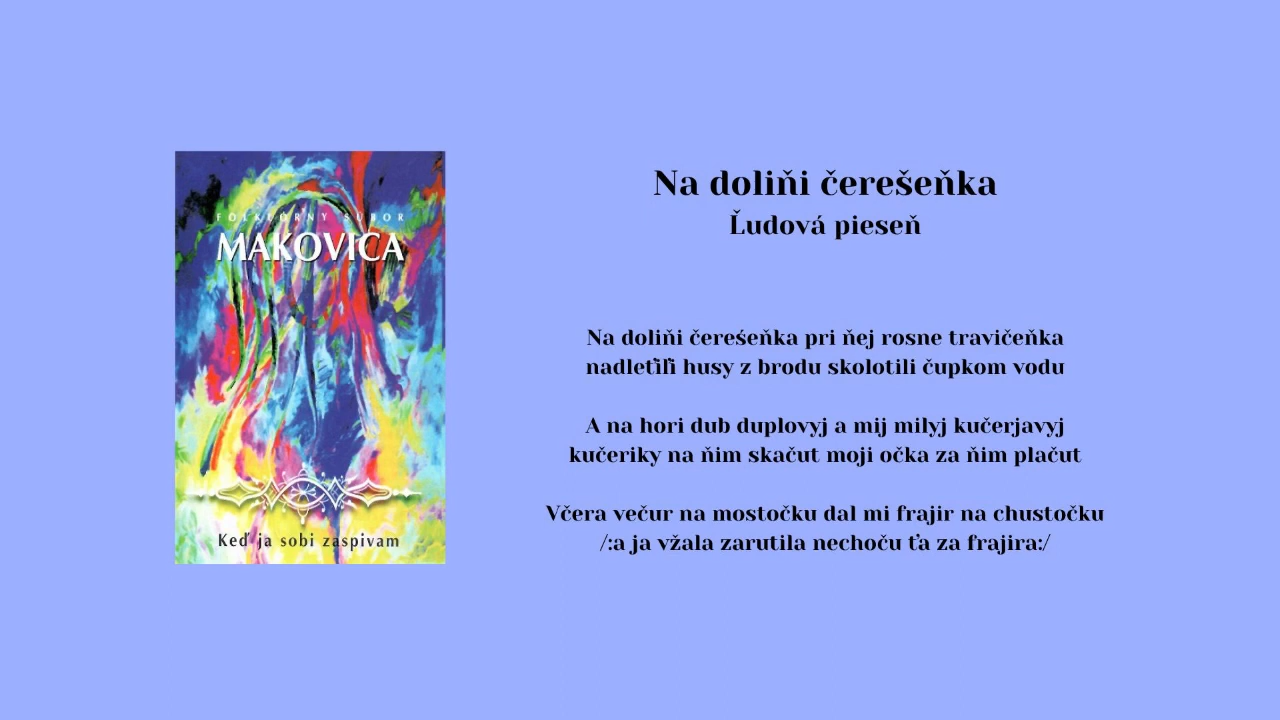 FOLKLÓRNY SÚBOR
MAKOVICA
Keď ja sobi zaspivam
Na doliňi čerešeňka
Ľudová pieseň
Na doliňi čereśeňka pri ňej rosne travičeňka
nadleťiľi husy z brodu skolotili čupkom vodu
A na hori dub duplovyj a mij milyj kučerjavyj
kučeriky na ňim skačut moji očka za ňim plačut
Včera večur na mostočku dal mi frajir na chustočku
/:a ja vžala zarutila nechoču ťa za frajira:/